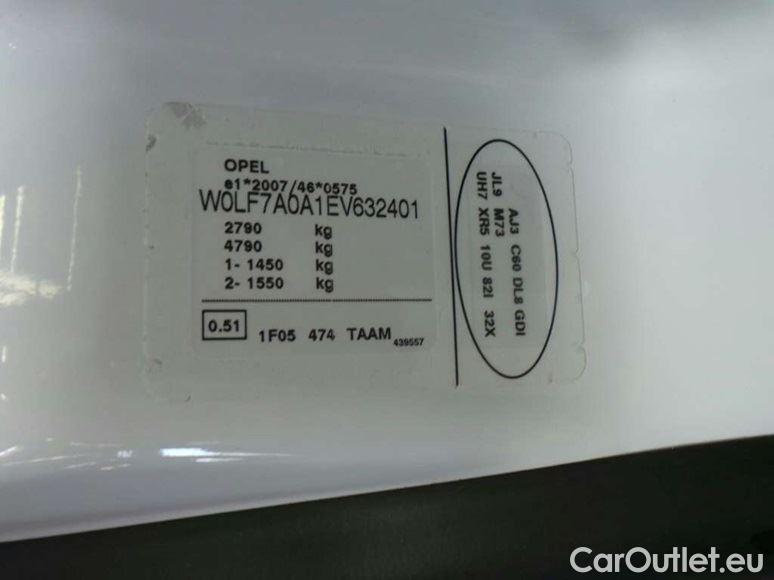 OPEL
e1*2007/46*0575
W0LF7A0A1EV632401
2790 kg
4790 kg
1- 1450 kg
2- 1550 kg
0.51 1F05 474 TAAM 439557
AJ3 C60 DL8 GDI
JL9 M73
UH7 XR5 10U 82I 32X
CarOutlet.eu